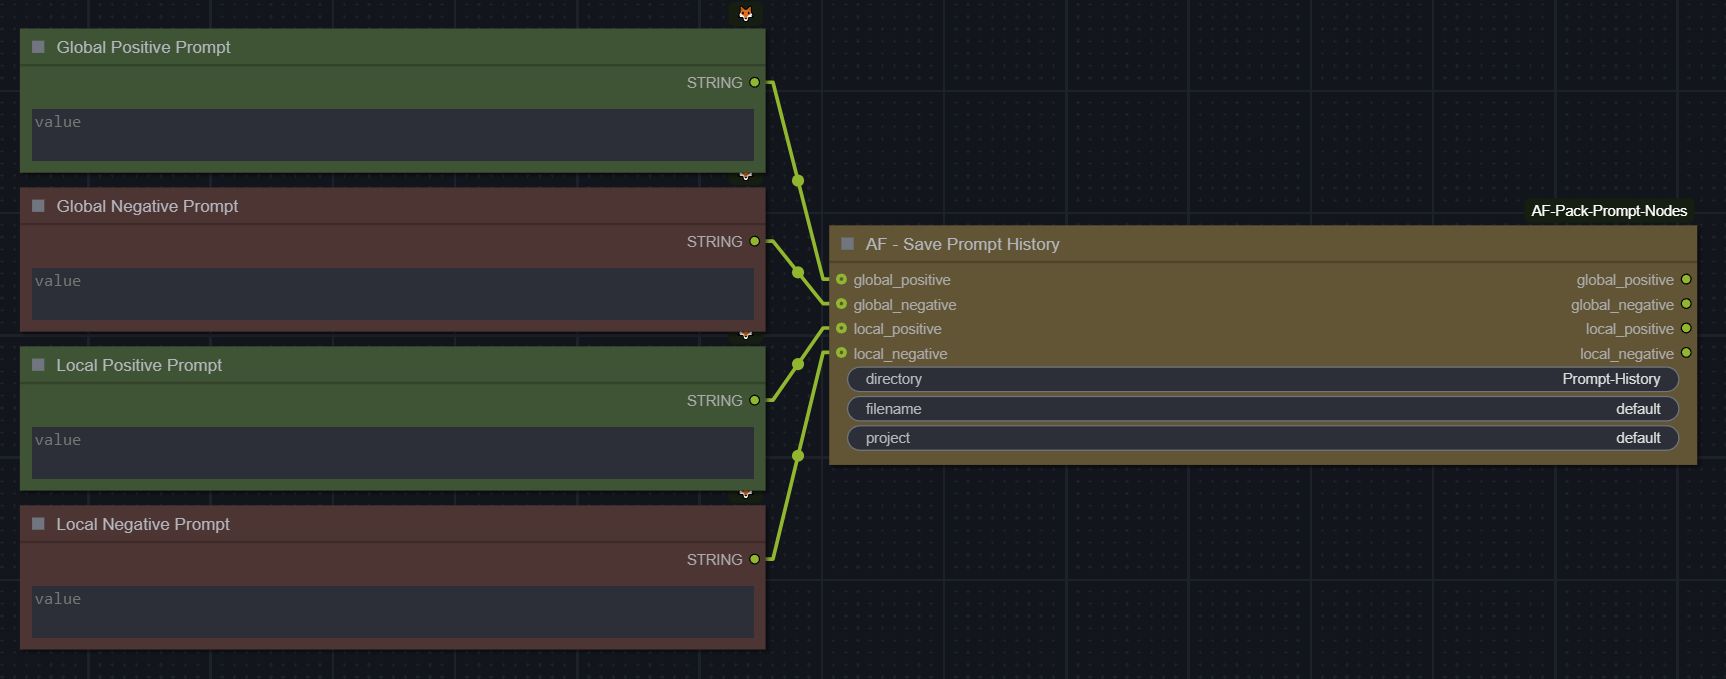 Global Positive Prompt
STRING
value
Global Negative Prompt
STRING
value
Local Positive Prompt
STRING
value
Local Negative Prompt
STRING
value
AF-Pack-Prompt-Nodes
AF - Save Prompt History
global_positive global_positive
global_negative global_negative
local_positive local_positive
local_negative local_negative
directory Prompt-History
filename default
project default